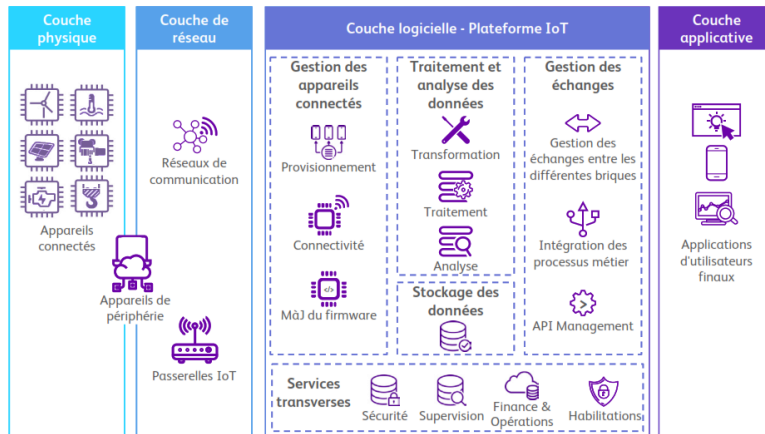 Couche
physique
Appareils
connectés
Appareils de
périphérie
Couche de
réseau
Réseaux de
communication
Passerelles IoT
Couche logicielle - Plateforme IoT
Gestion des
appareils
connectés
Provisionnement
Connectivité
</>
MàJ du firmware
Traitement et
analyse des
données
Transformation
Traitement
Analyse
Stockage des
données
Gestion des
échanges
Gestion des
échanges entre les
différentes briques
Intégration des
processus métier
API Management
Services
transverses
Sécurité
Supervision
Finance &
Opérations
Habilitations
Couche
applicative
Applications
d'utilisateurs
finaux